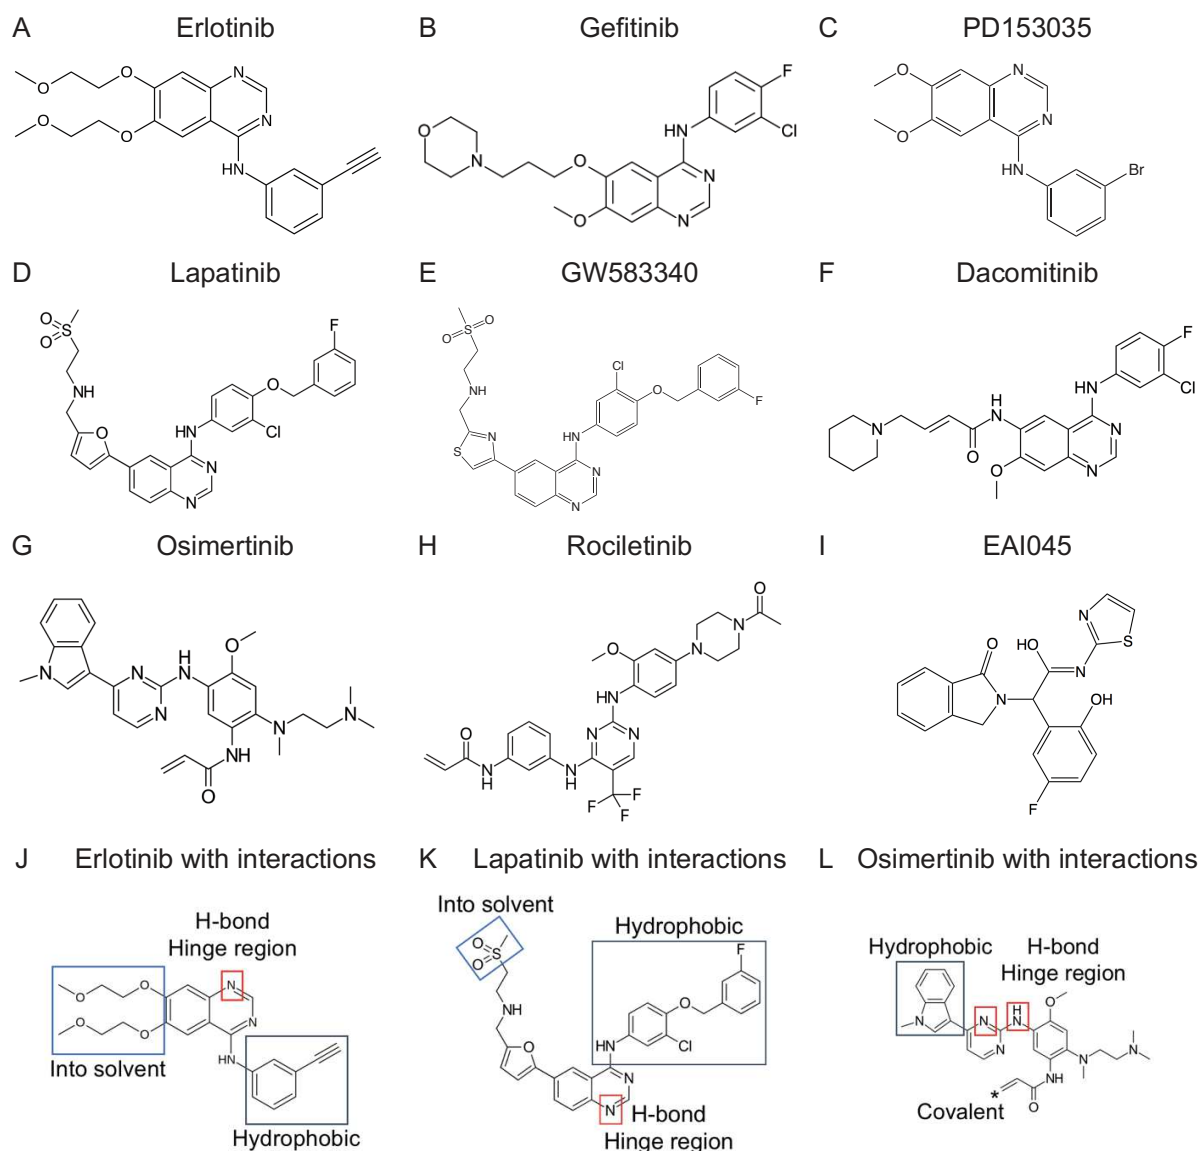 A Erlotinib
B Gefitinib
C PD153035
O O N
O O N
HN
F
HN Cl
O N O N
O N
O N
O N
HN Br
D Lapatinib
E GW583340
F Dacomitinib
O S O
NH
O
HN
O F
Cl
N
N
O S O
NH
N
S
HN
Cl
O
F
N
N
F
Cl
HN
H
N
N
O
O
N
N
G Osimertinib
H Rociletinib
I EAI045
N
N
N
H
N
O
N
N
NH
O
O
N
N
O
HN
N
N
O
N
H
N
H
F
F
F
N
S
O
HO
N
N
OH
F
J Erlotinib with interactions
K Lapatinib with interactions
L Osimertinib with interactions
H-bond
Hinge region
O O N
O O N
HN
Into solvent
Hydrophobic
Into solvent
Hydrophobic
O S O
NH
O
HN
O
F
Cl
N
N
H-bond
Hinge region
Hydrophobic
H-bond
Hinge region
N
N
N
H
N
O
N
N
NH
O
*
Covalent